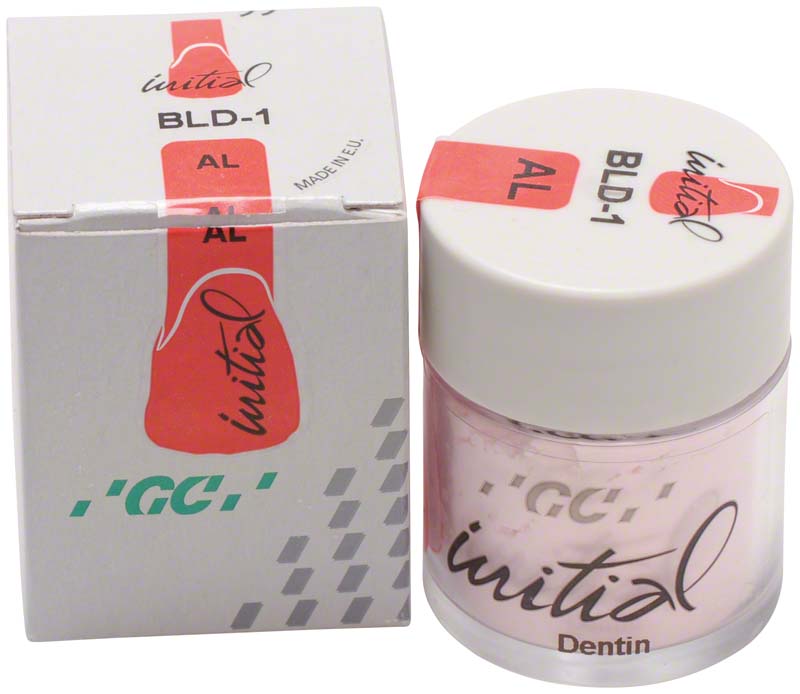 initial
BLD-1
AL
MADE IN E.U.
AL
AL
initial
GC
AL
BLD-1
initial
GC
initial
Dentin